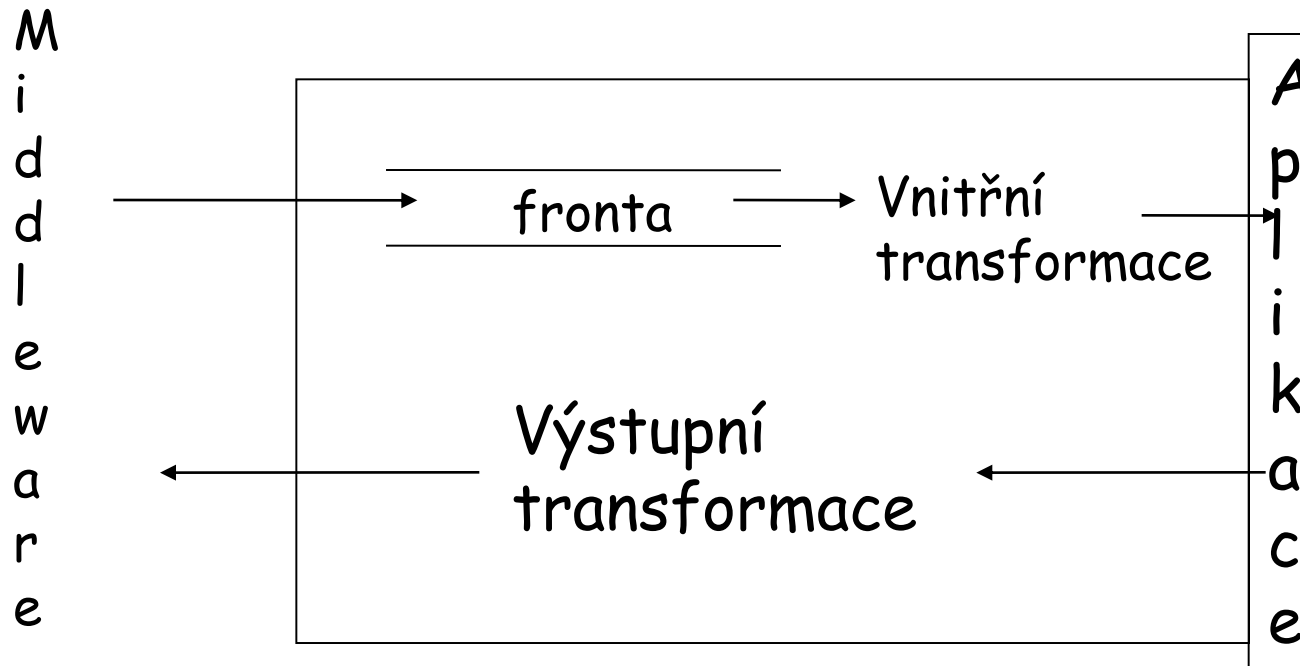 Middleware
fronta
Vnitřní
transformace
Výstupní
transformace
Aplikace